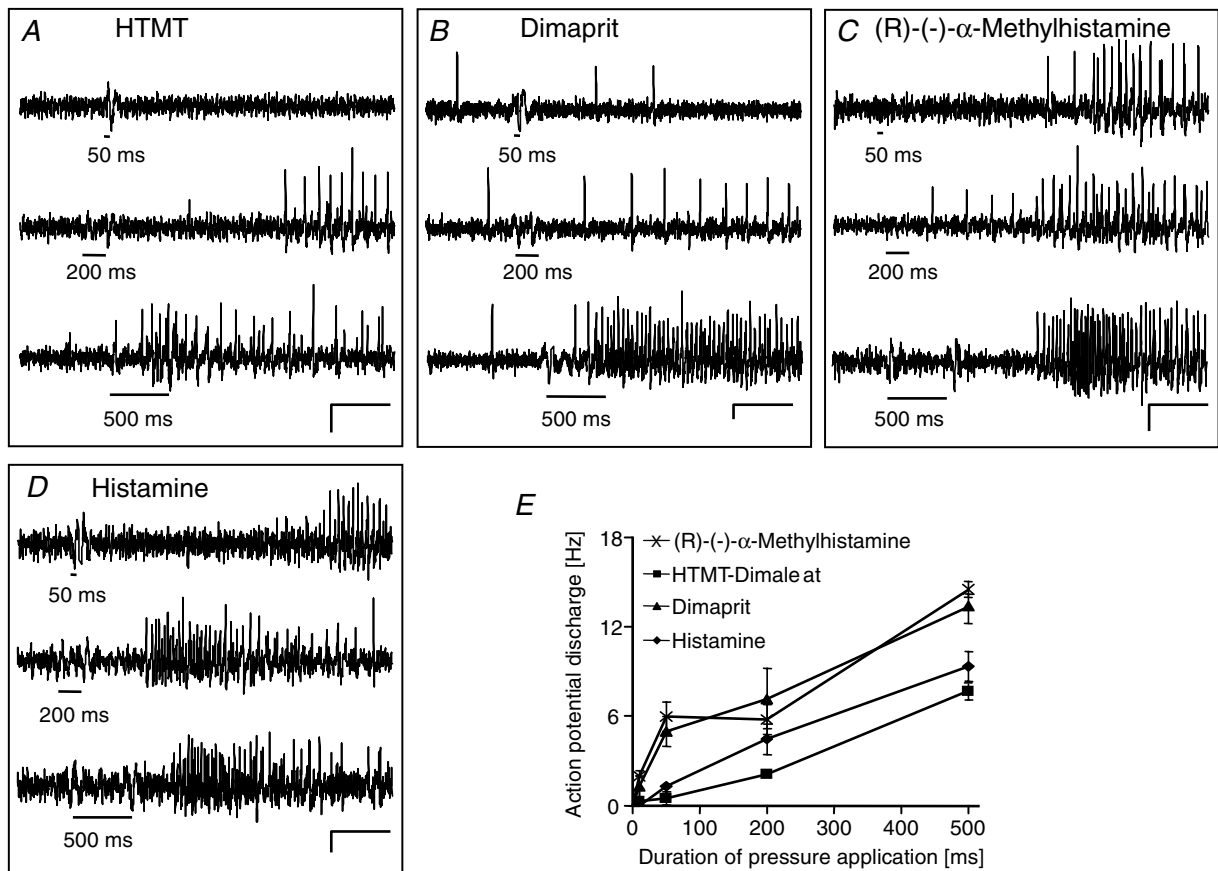 A HTMT
50 ms
200 ms
500 ms
B Dimaprit
50 ms
200 ms
500 ms
C (R)-(-)-α-Methylhistamine
50 ms
200 ms
500 ms
D Histamine
50 ms
200 ms
500 ms
E
Action potential discharge [Hz]
18
12
6
0
(R)-(-)-α-Methylhistamine
HTMT-Dimale at
Dimaprit
Histamine
0 100 200 300 400 500
Duration of pressure application [ms]